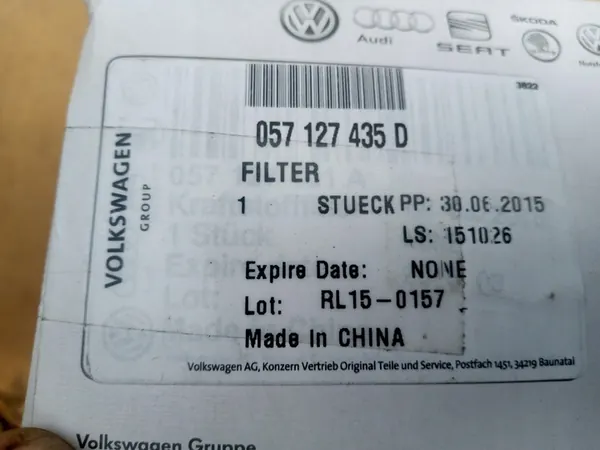 Audi
SEAT
ŠKODA
3822
057 127 435 D
FILTER
1 STUECK PP: 30.06.2015
LS: 151026
Expire Date: NONE
Lot: RL15-0157
Made In CHINA
VOLKSWAGEN
GROUP
1 Stück
Volkswagen AG, Konzern Vertrieb Original Teile und Service, Postfach 1451, 34219 Baunatal
Volkswagen Gruppe